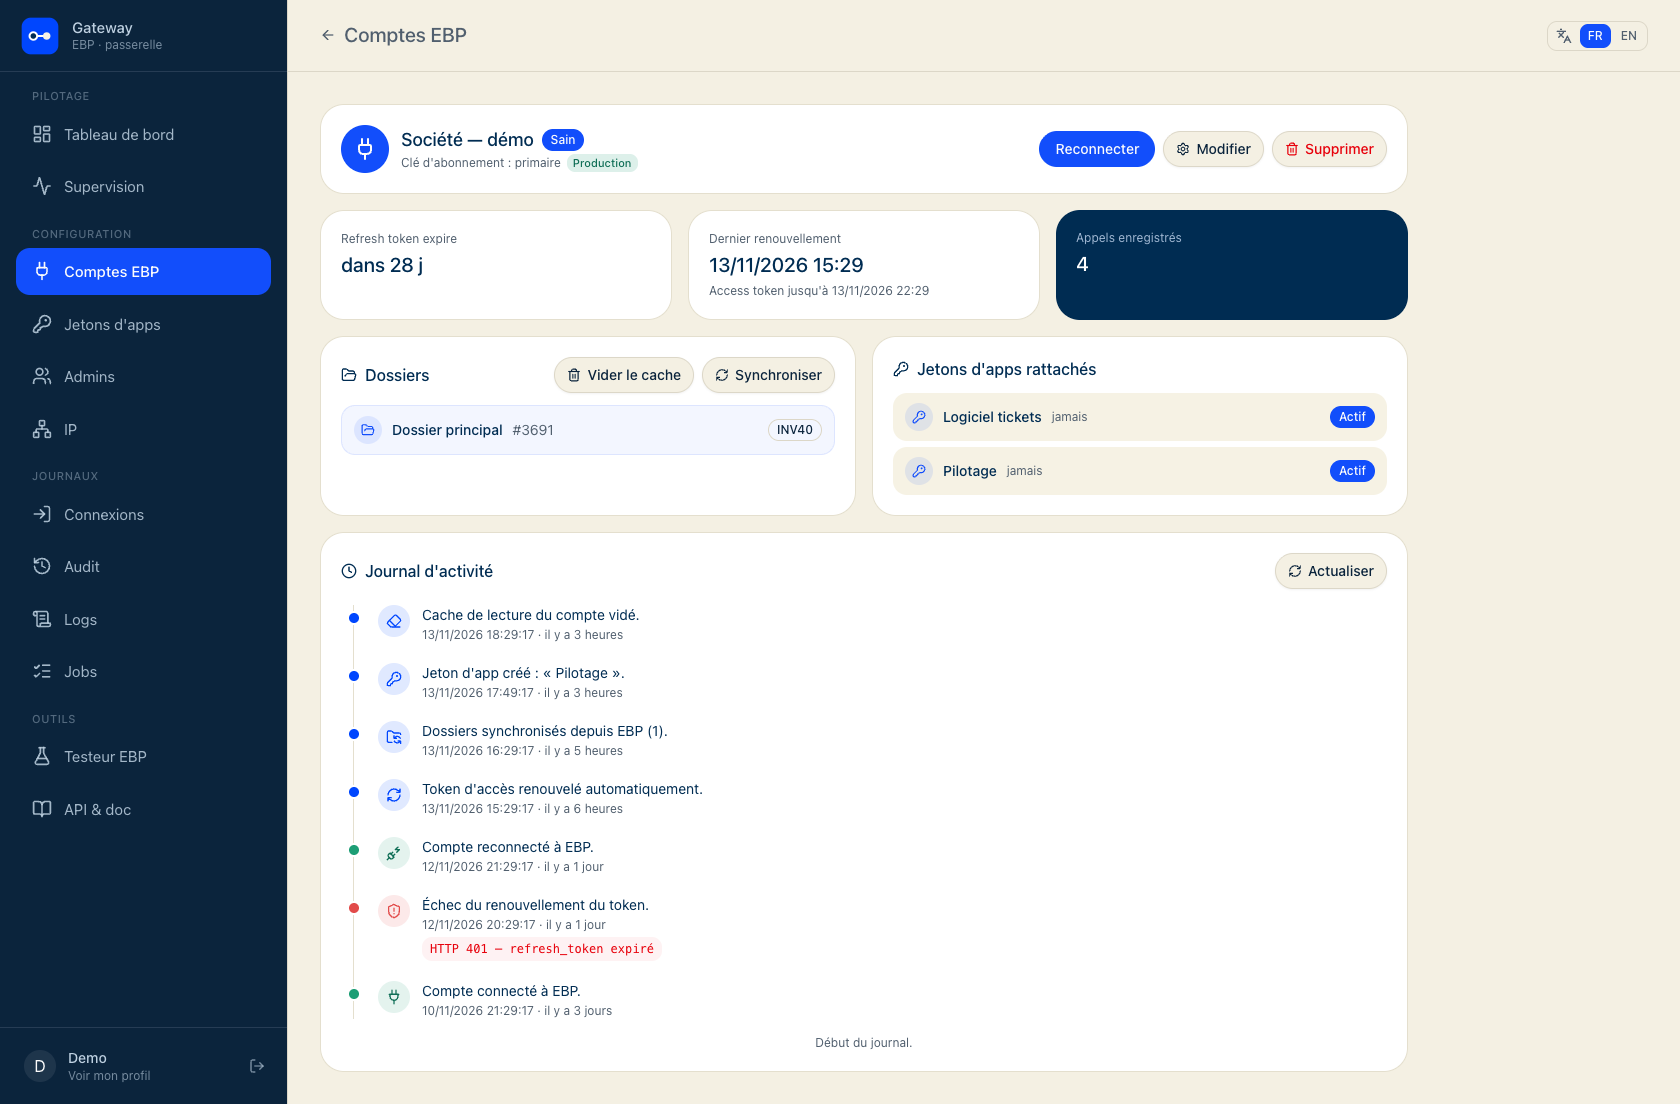 Gateway
EBP · passerelle
PILOTAGE
Tableau de bord
Supervision
CONFIGURATION
Comptes EBP
Jetons d'apps
Admins
IP
JOURNAUX
Connexions
Audit
Logs
Jobs
OUTILS
Testeur EBP
API & doc
D
Demo
Voir mon profil
Comptes EBP
FR EN
Société — démo Sain
Clé d'abonnement : primaire Production
Reconnecter Modifier Supprimer
Refresh token expire
dans 28 j
Dernier renouvellement
13/11/2026 15:29
Access token jusqu'à 13/11/2026 22:29
Appels enregistrés
4
Dossiers Vider le cache Synchroniser
Dossier principal #3691 INV40
Jetons d'apps rattachés
Logiciel tickets jamais Actif
Pilotage jamais Actif
Journal d'activité Actualiser
Cache de lecture du compte vidé.
13/11/2026 18:29:17 · il y a 3 heures
Jeton d'app créé : « Pilotage ».
13/11/2026 17:49:17 · il y a 3 heures
Dossiers synchronisés depuis EBP (1).
13/11/2026 16:29:17 · il y a 5 heures
Token d'accès renouvelé automatiquement.
13/11/2026 15:29:17 · il y a 6 heures
Compte reconnecté à EBP.
12/11/2026 21:29:17 · il y a 1 jour
Échec du renouvellement du token.
12/11/2026 20:29:17 · il y a 1 jour
HTTP 401 — refresh_token expiré
Compte connecté à EBP.
10/11/2026 21:29:17 · il y a 3 jours
Début du journal.